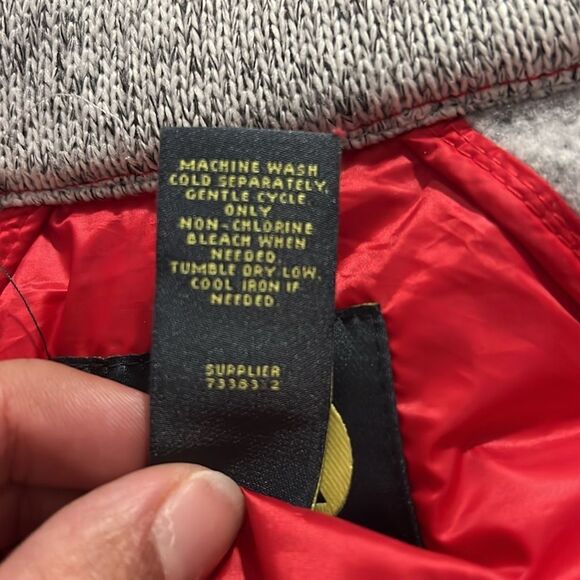 MACHINE WASH
COLD SEPARATELY,
GENTLE CYCLE.
ONLY
NON-CHLORINE
BLEACH WHEN
NEEDED.
TUMBLE DRY LOW.
COOL IRON IF
NEEDED.
SUPPLIER